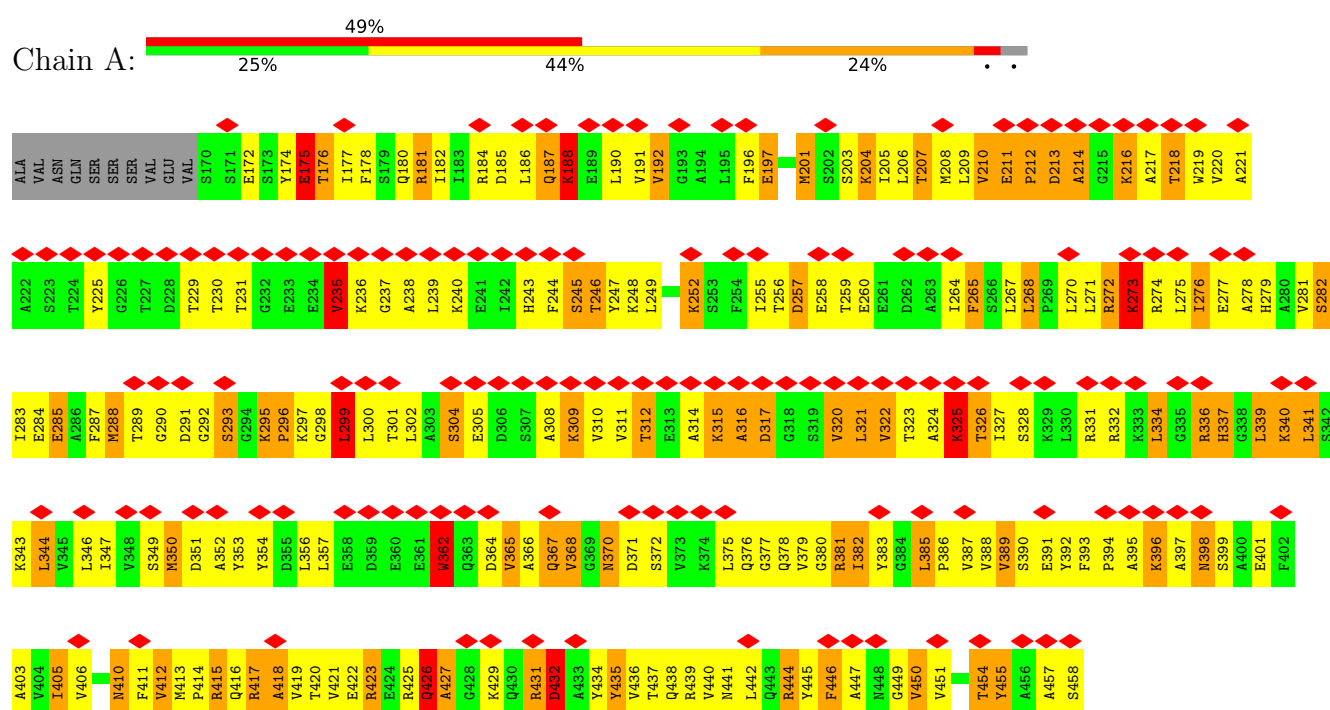 49%
Chain A:
25% 44% 24% • •
ALA VAL ASN GLN SER SER SER VAL GLU VAL S170 S171 E172 S173 Y174 E175 T176 I177 F178 S179 Q180 R181 I182 I183 R184 D185 L186 Q187 K188 E189 L190 V191 V192 G193 A194 L195 F196 E197 M201 S202 S203 K204 I205 L206 T207 M208 L209 V210 E211 P212 D213 A214 G215 K216 A217 T218 W219 V220 A221
A222 S223 T224 Y225 G226 T227 D228 T229 T230 T231 G232 E233 E234 V235 K236 G237 A238 L239 K240 E241 I242 H243 F244 S245 T246 Y247 K248 L249 K252 S253 F254 I255 T256 D257 E258 T259 E260 E261 D262 A263 I264 F265 S266 L267 L268 P269 L270 L271 R272 K273 R274 L275 I276 E277 A278 H279 A280 V281 S282
I283 E284 E285 A286 F287 M288 T289 G290 D291 G292 S293 G294 K295 P296 K297 G298 L299 L300 T301 L302 A303 S304 E305 D306 S307 A308 K309 V310 V311 T312 E313 A314 K315 A316 D317 G318 S319 V320 L321 V322 T323 A324 K325 T326 I327 S328 K329 L330 R331 R332 K333 L334 G335 R336 H337 G338 L339 K340 L341 S342
K343 L344 V345 L346 I347 V348 S349 M350 D351 A352 Y353 Y354 D355 L356 L357 E358 D359 E360 E361 W362 Q363 D364 V365 A366 Q367 V368 G369 N370 D371 S372 V373 K374 L375 Q376 G377 Q378 V379 G380 R381 I382 Y383 G384 L385 P386 V387 V388 V389 S390 E391 Y392 F393 P394 A395 K396 A397 N398 S399 A400 E401 F402
A403 V404 I405 V406 N410 F411 V412 M413 P414 R415 Q416 R417 A418 V419 T420 V421 E422 R423 E424 R425 Q426 A427 G428 K429 Q430 R431 D432 A433 Y434 Y435 V436 T437 Q438 R439 V440 N441 L442 Q443 R444 Y445 F446 A447 N448 G449 V450 V451 T454 Y455 A456 A457 S458